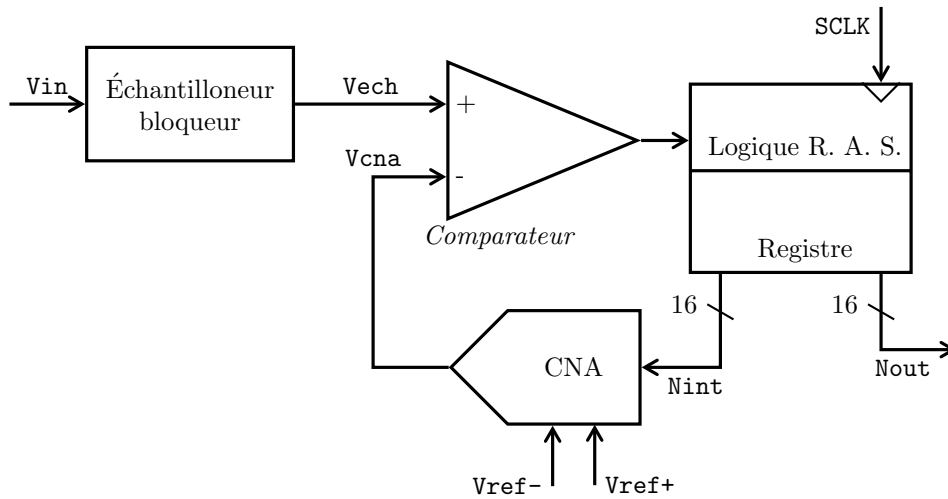 SCLK
Vin
Échantilloneur
bloqueur
Vech
+
Vcna
-
Comparateur
Logique R. A. S.
Registre
16
16
CNA
Nint
Nout
Vref-
Vref+